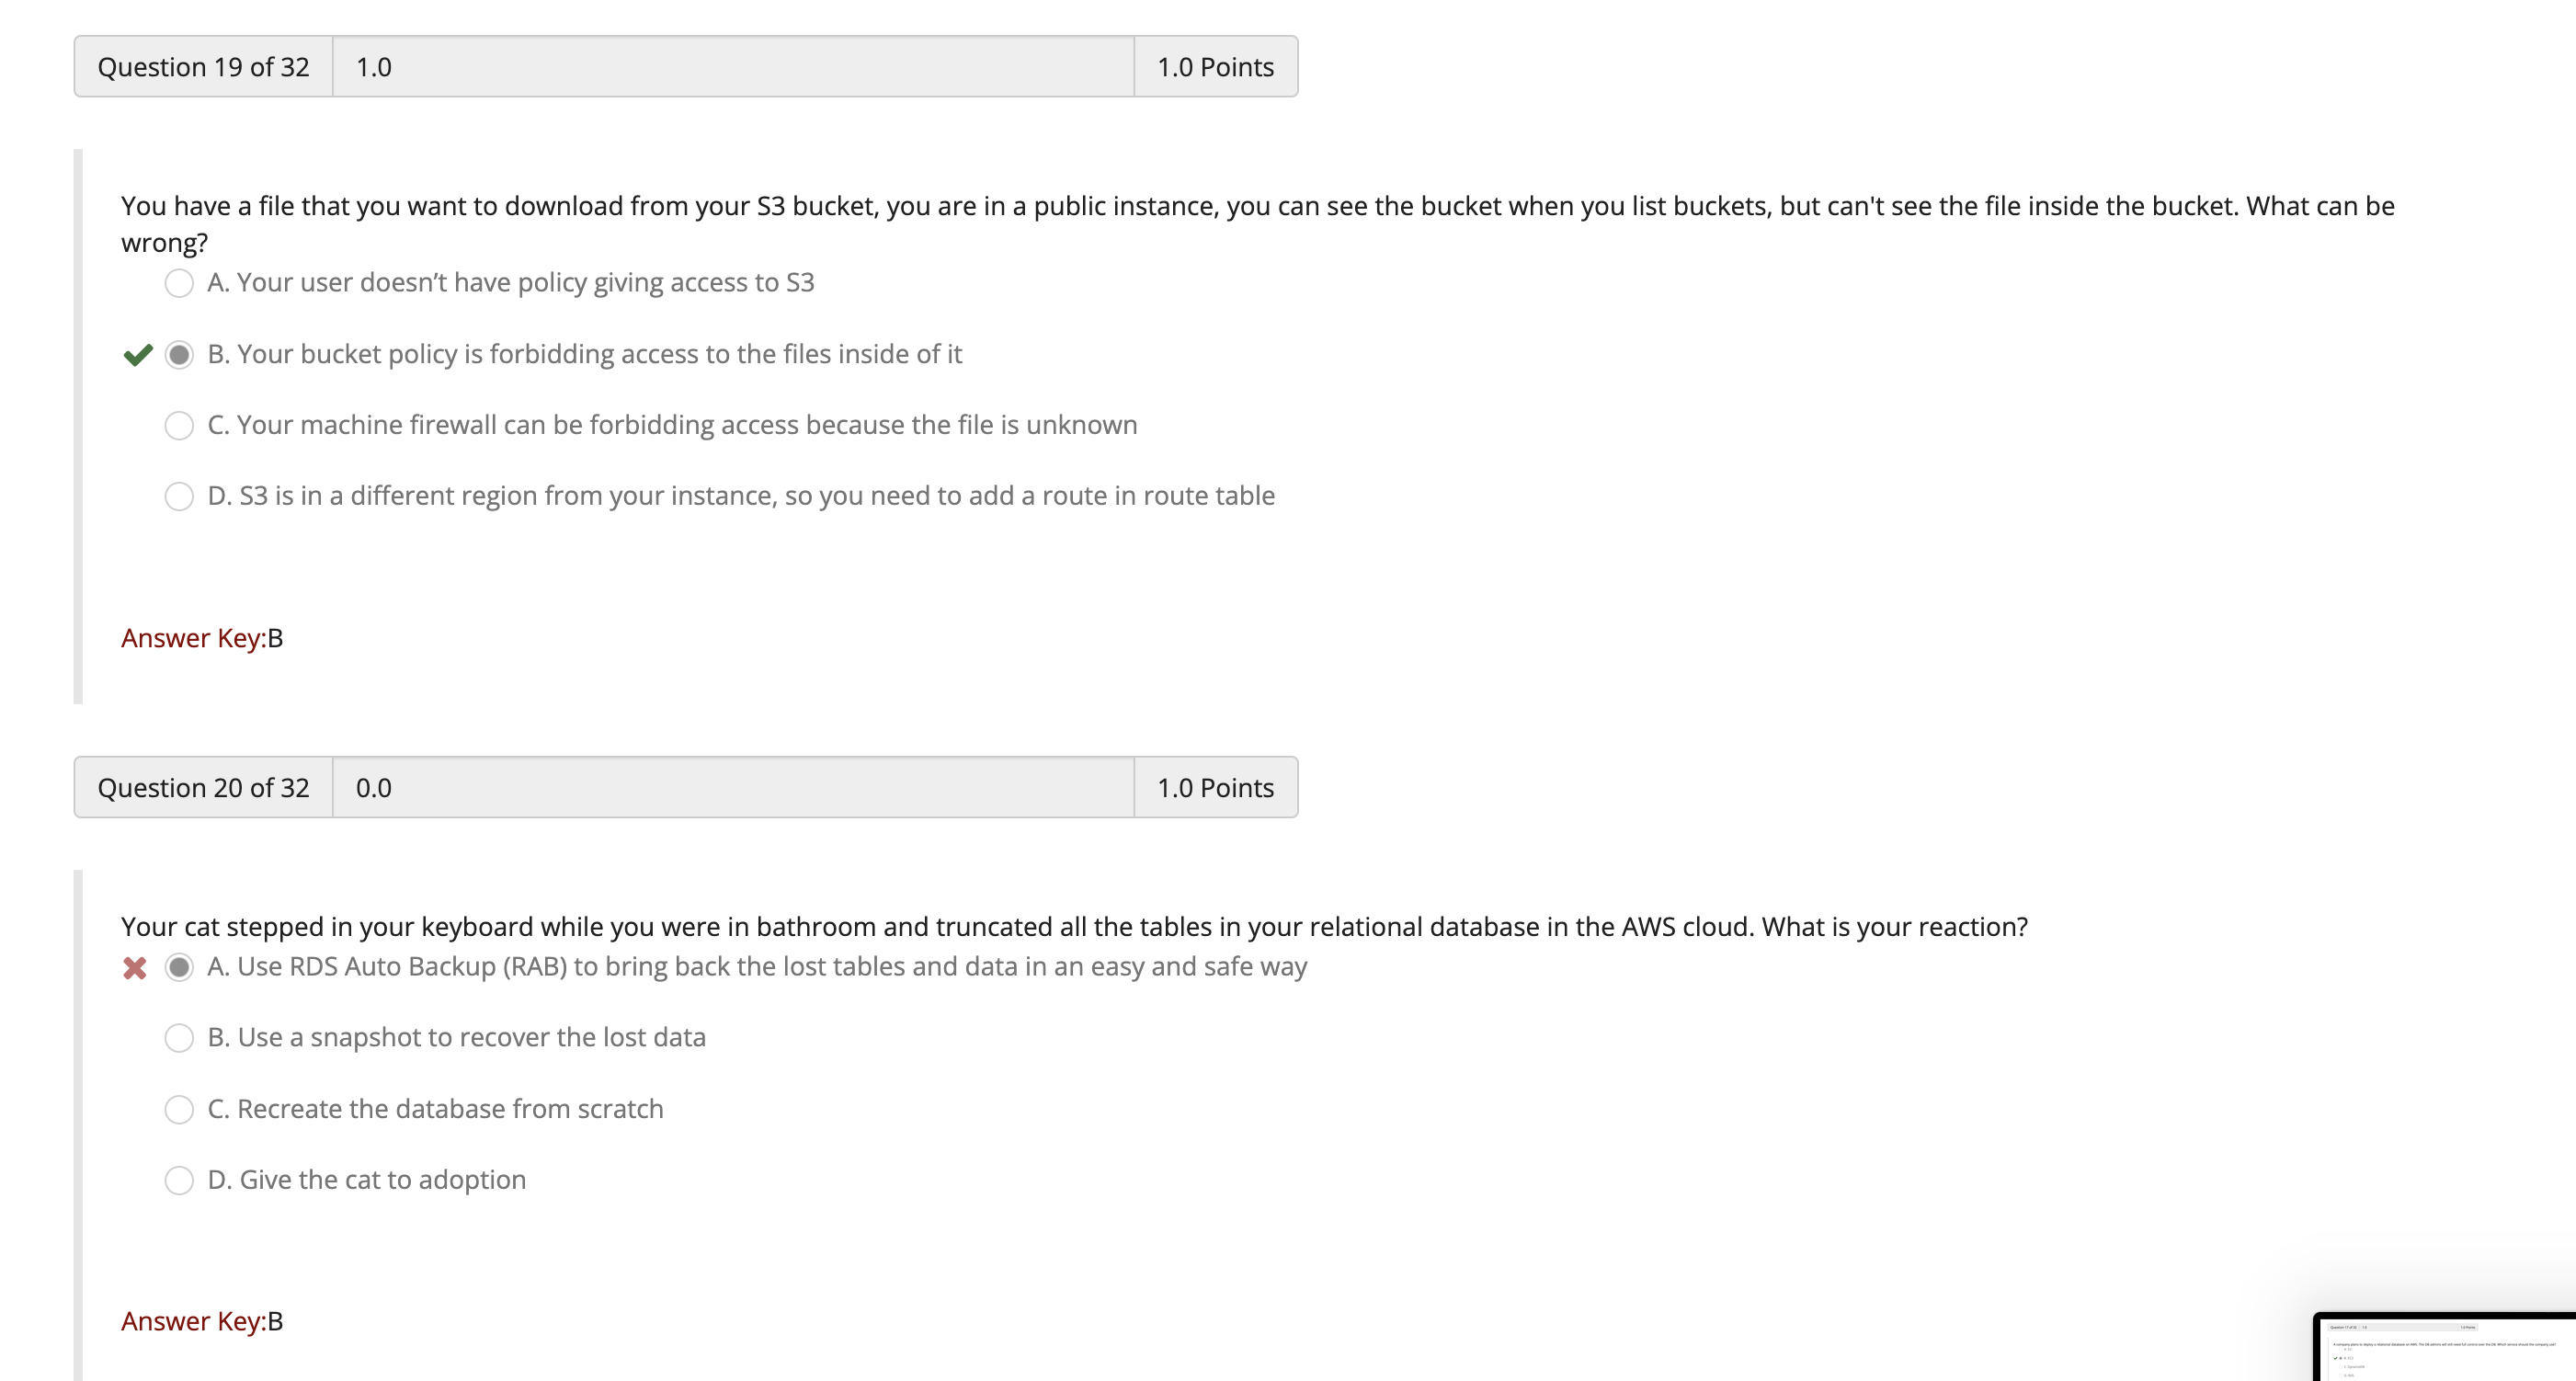 Question 19 of 32 1.0 1.0 Points
You have a file that you want to download from your S3 bucket, you are in a public instance, you can see the bucket when you list buckets, but can't see the file inside the bucket. What can be
wrong?
A. Your user doesn’t have policy giving access to S3
B. Your bucket policy is forbidding access to the files inside of it
C. Your machine firewall can be forbidding access because the file is unknown
D. S3 is in a different region from your instance, so you need to add a route in route table
Answer Key:B
Question 20 of 32 0.0 1.0 Points
Your cat stepped in your keyboard while you were in bathroom and truncated all the tables in your relational database in the AWS cloud. What is your reaction?
A. Use RDS Auto Backup (RAB) to bring back the lost tables and data in an easy and safe way
B. Use a snapshot to recover the lost data
C. Recreate the database from scratch
D. Give the cat to adoption
Answer Key:B